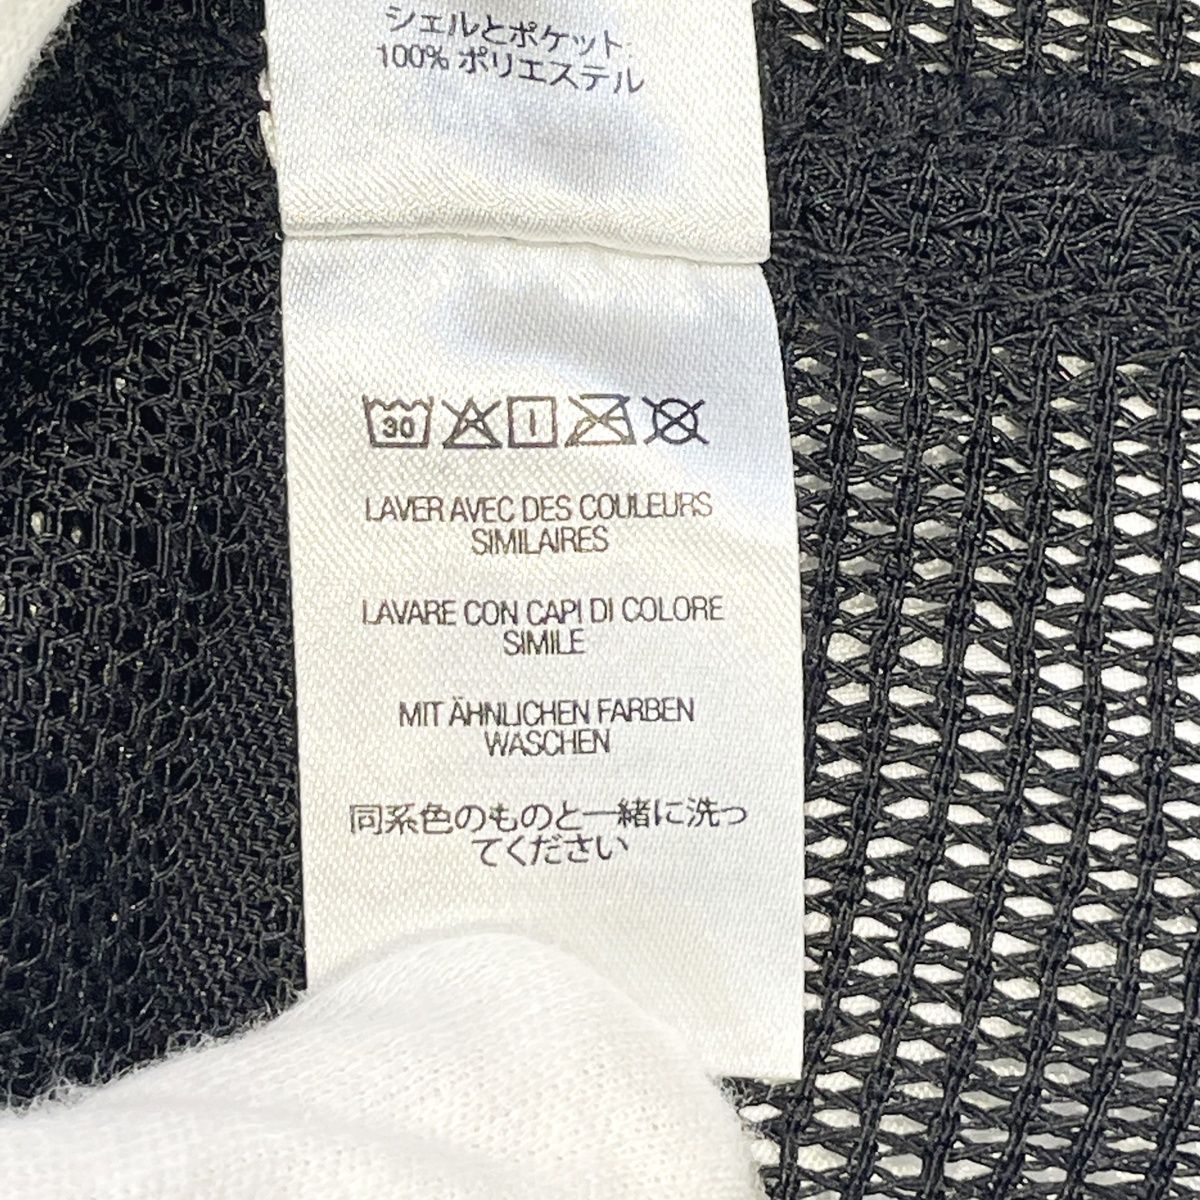 シェルとポケット:
100% ポリエステル
30
LAVER AVEC DES COULEURS
SIMILAIRES
LAVARE CON CAPI DI COLORE
SIMILE
MIT ÄHNLICHEN FARBEN
WASCHEN
同系色のものと一緒に洗っ
てください